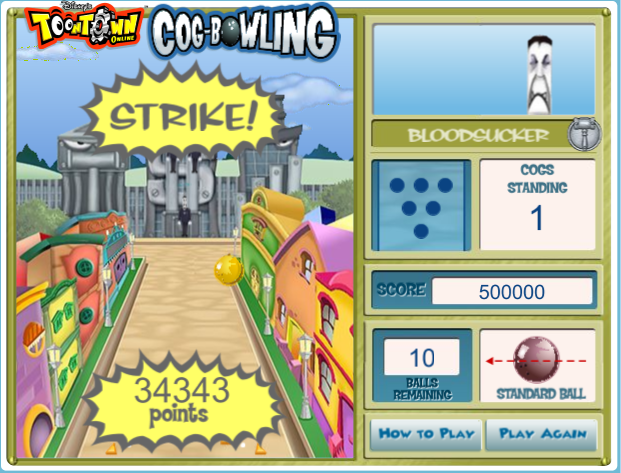 Disney's
TOONTOWN
ONLINE
COG-BOWLING
STRIKE!
BLOODSUCKER
COGS
STANDING
1
SCORE 500000
10
BALLS
REMAINING
STANDARD BALL
34343
points
HOW TO PLAY
PLAY AGAIN